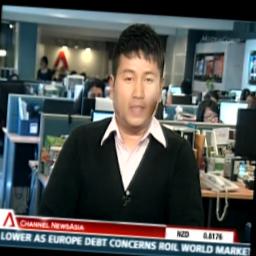 CHANNEL NEWSASIA
NZD 0.8176
LOWER AS EUROPE DEBT CONCERNS ROIL WORLD MARKE